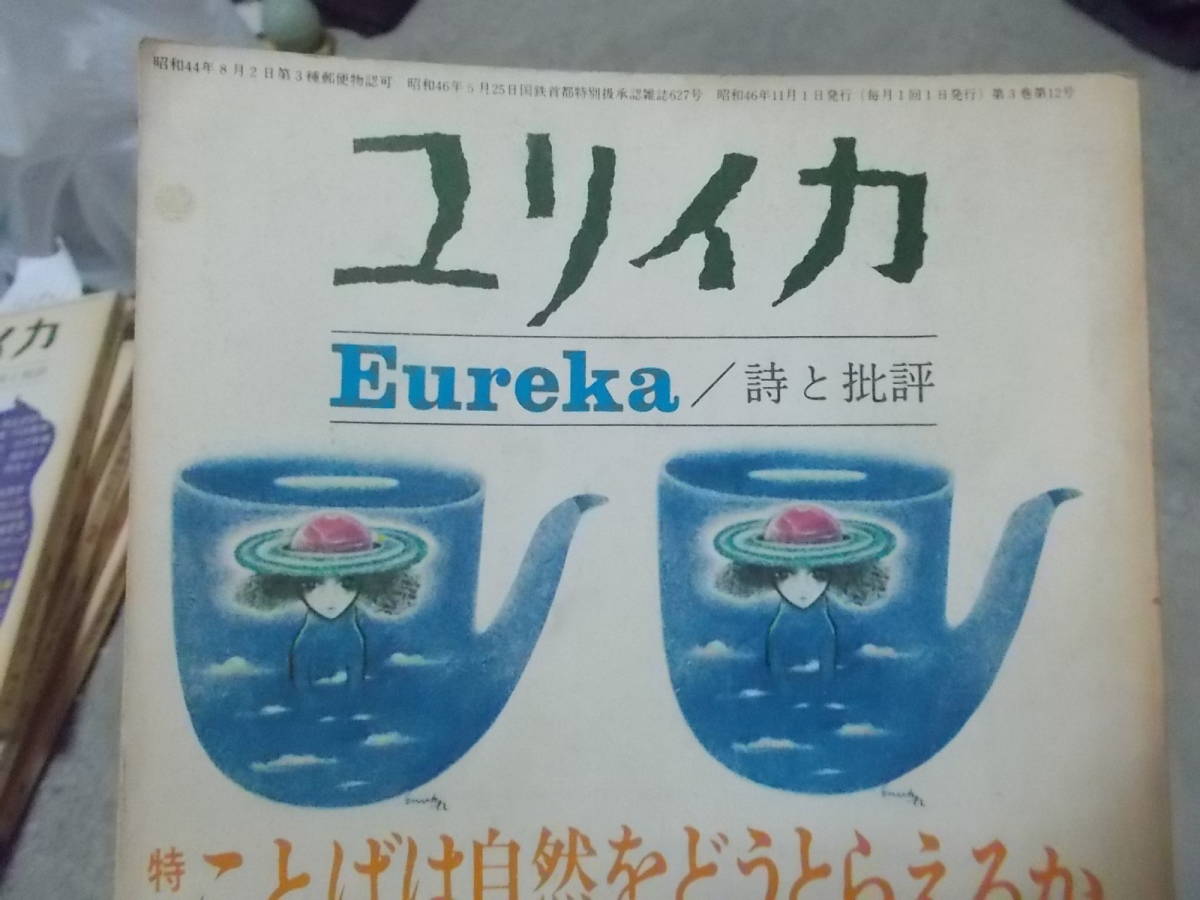 昭和44年8月2日第3種郵便物認可 昭和46年5月25日国鉄首都特別扱承認雑誌627号 昭和46年11月1日発行(毎月1回1日発行)第3巻第12号
ユリイカ
Eureka/詩と批評
特 ことばは自然をどうとらえるか
イカ